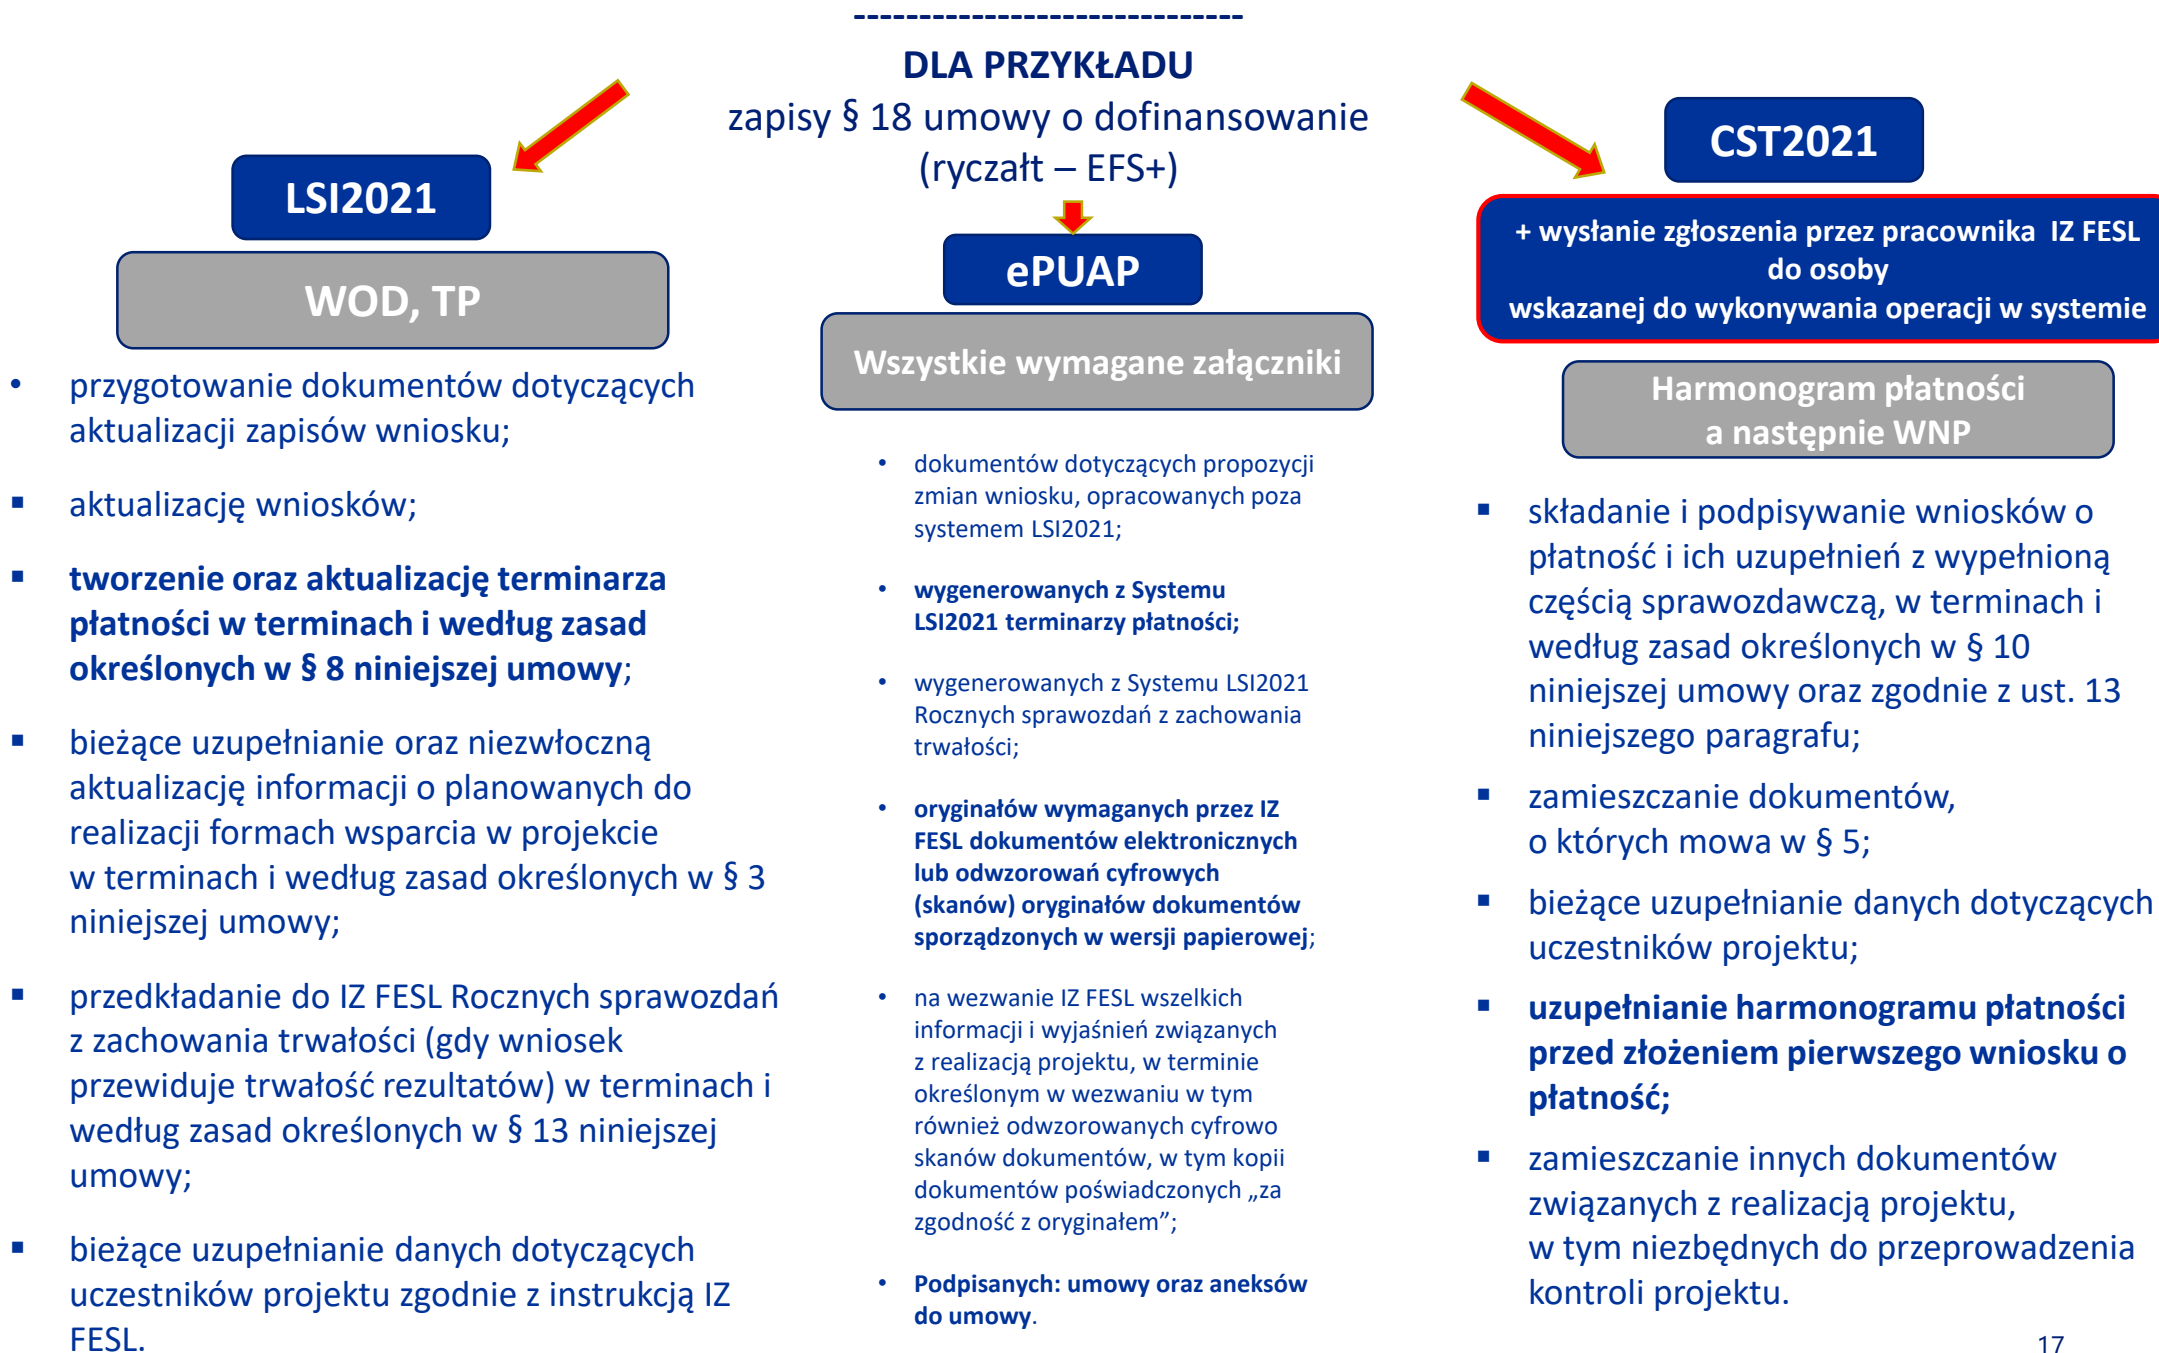 ------------------------------
DLA PRZYKŁADU
zapisy § 18 umowy o dofinansowanie
(ryczałt – EFS+)
LSI2021
WOD, TP
• przygotowanie dokumentów dotyczących
aktualizacji zapisów wniosku;
▪ aktualizację wniosków;
▪ tworzenie oraz aktualizację terminarza
płatności w terminach i według zasad
określonych w § 8 niniejszej umowy;
▪ bieżące uzupełnianie oraz niezwłoczną
aktualizację informacji o planowanych do
realizacji formach wsparcia w projekcie
w terminach i według zasad określonych w § 3
niniejszej umowy;
▪ przedkładanie do IZ FESL Rocznych sprawozdań
z zachowania trwałości (gdy wniosek
przewiduje trwałość rezultatów) w terminach i
według zasad określonych w § 13 niniejszej
umowy;
▪ bieżące uzupełnianie danych dotyczących
uczestników projektu zgodnie z instrukcją IZ
FESL.
ePUAP
Wszystkie wymagane załączniki
• dokumentów dotyczących propozycji
zmian wniosku, opracowanych poza
systemem LSI2021;
• wygenerowanych z Systemu
LSI2021 terminarzy płatności;
• wygenerowanych z Systemu LSI2021
Rocznych sprawozdań z zachowania
trwałości;
• oryginałów wymaganych przez IZ
FESL dokumentów elektronicznych
lub odwzorowań cyfrowych
(skanów) oryginałów dokumentów
sporządzonych w wersji papierowej;
• na wezwanie IZ FESL wszelkich
informacji i wyjaśnień związanych
z realizacją projektu, w terminie
określonym w wezwaniu w tym
również odwzorowanych cyfrowo
skanów dokumentów, w tym kopii
dokumentów poświadczonych „za
zgodność z oryginałem”;
• Podpisanych: umowy oraz aneksów
do umowy.
CST2021
+ wysłanie zgłoszenia przez pracownika IZ FESL
do osoby
wskazanej do wykonywania operacji w systemie
Harmonogram płatności
a następnie WNP
▪ składanie i podpisywanie wniosków o
płatność i ich uzupełnień z wypełnioną
częścią sprawozdawczą, w terminach i
według zasad określonych w § 10
niniejszej umowy oraz zgodnie z ust. 13
niniejszego paragrafu;
▪ zamieszczanie dokumentów,
o których mowa w § 5;
▪ bieżące uzupełnianie danych dotyczących
uczestników projektu;
▪ uzupełnianie harmonogramu płatności
przed złożeniem pierwszego wniosku o
płatność;
▪ zamieszczanie innych dokumentów
związanych z realizacją projektu,
w tym niezbędnych do przeprowadzenia
kontroli projektu.
17